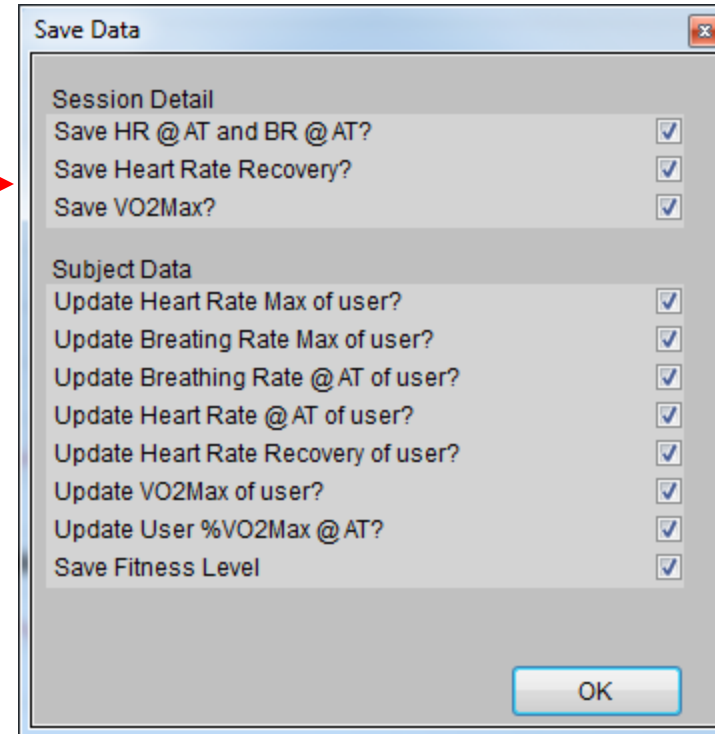 Save Data
Session Detail
Save HR @ AT and BR @ AT?
Save Heart Rate Recovery?
Save VO2Max?
Subject Data
Update Heart Rate Max of user?
Update Breating Rate Max of user?
Update Breathing Rate @ AT of user?
Update Heart Rate @ AT of user?
Update Heart Rate Recovery of user?
Update VO2Max of user?
Update User %VO2Max @ AT?
Save Fitness Level
OK